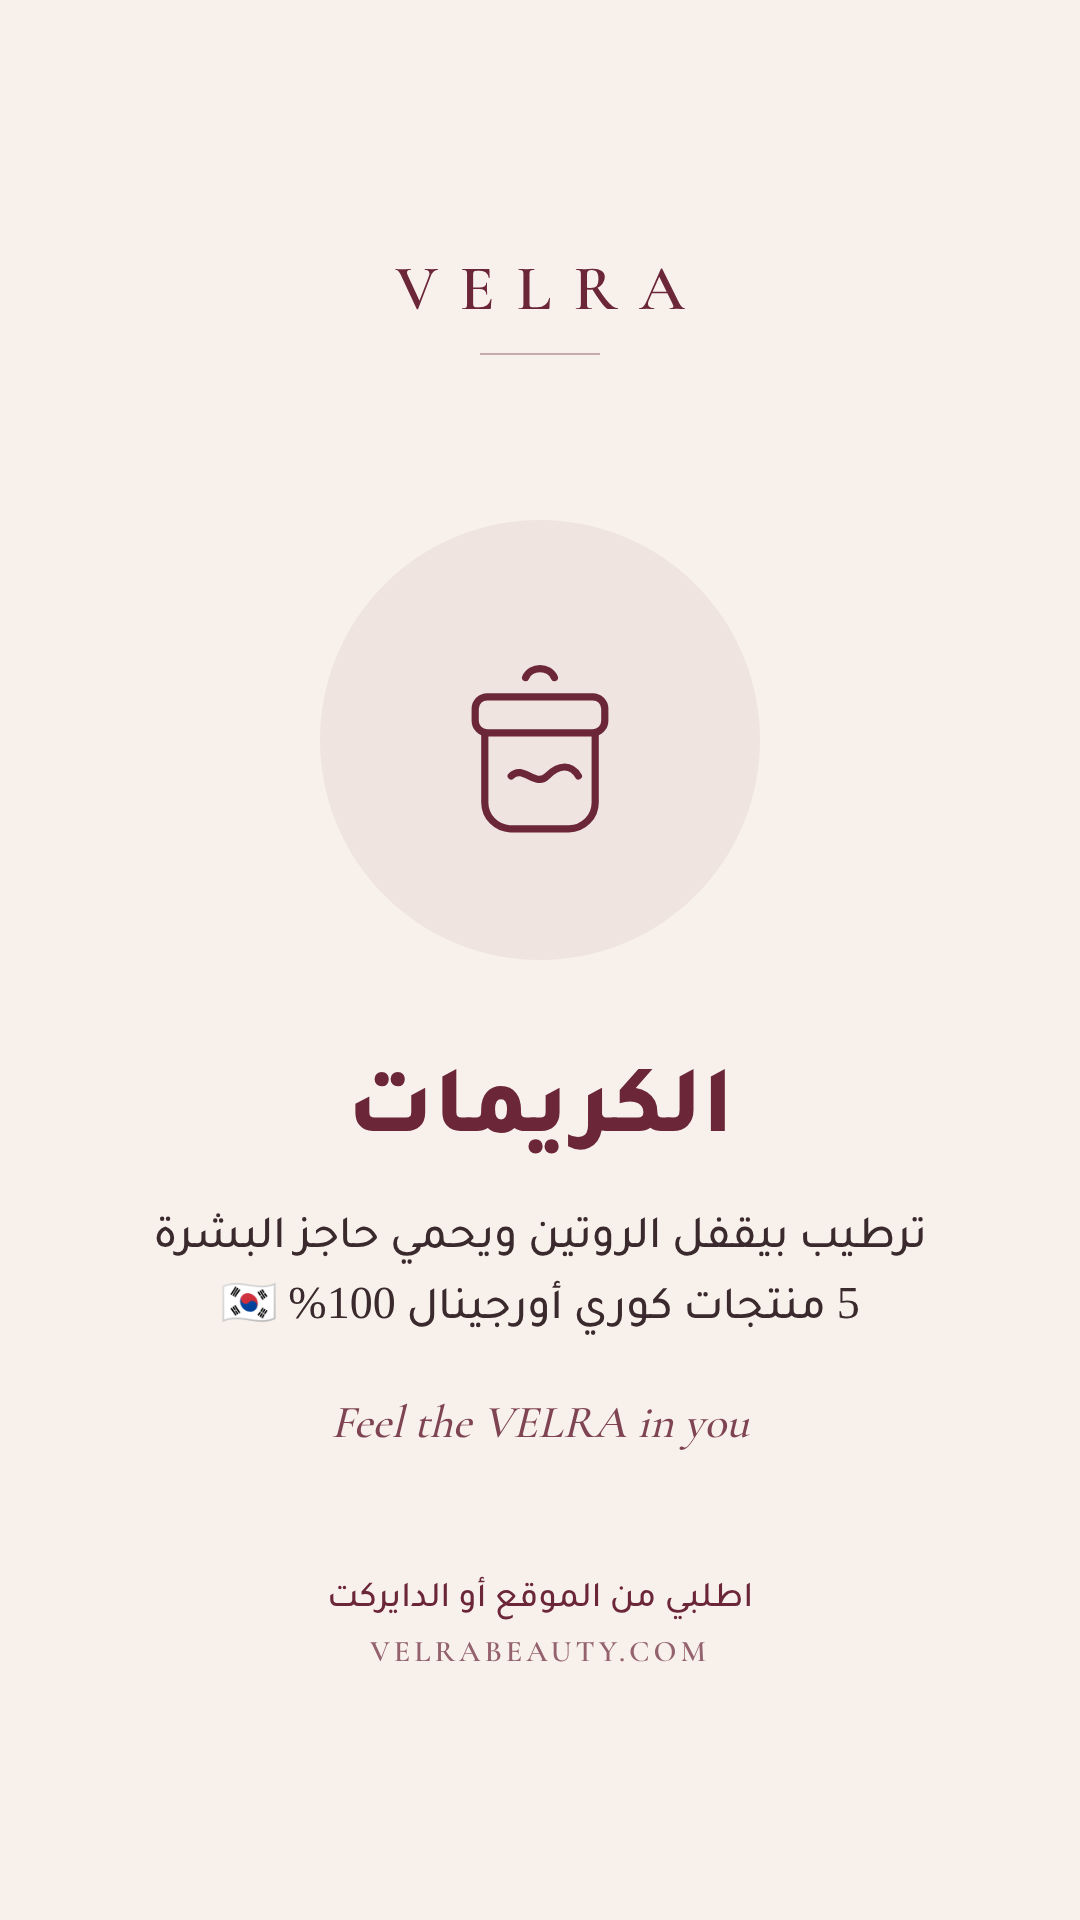 VELRA
الكريمات
ترطيب بيقفل الروتين ويحمي حاجز البشرة
5 منتجات كوري أورجينال 100% 🇰🇷
Feel the VELRA in you
اطلبي من الموقع أو الدايركت
VELRABEAUTY.COM